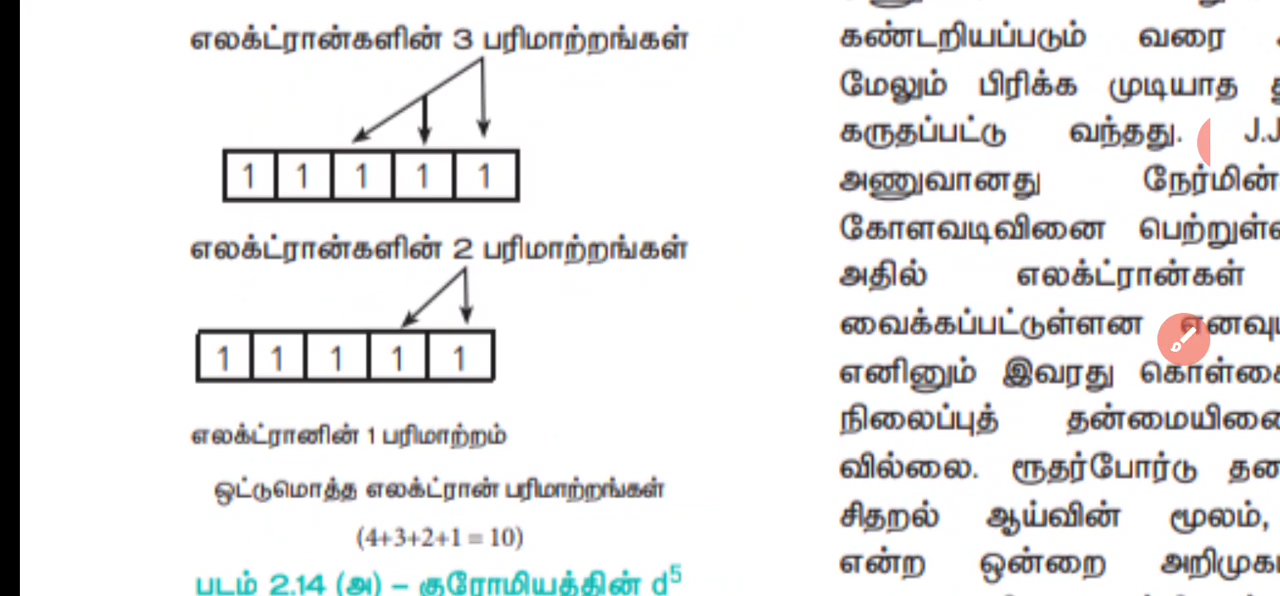 எலக்ட்ரான்களின் 3 பரிமாற்றங்கள்
1 1 1 1 1
எலக்ட்ரான்களின் 2 பரிமாற்றங்கள்
1 1 1 1 1
எலக்ட்ரானின் 1 பரிமாற்றம்
ஒட்டுமொத்த எலக்ட்ரான் பரிமாற்றங்கள்
(4+3+2+1 = 10)
படம் 2.14 (அ) – குரோமியத்தின் d⁵
கண்டறியப்படும் வரை
மேலும் பிரிக்க முடியாத
கருதப்பட்டு வந்தது. J.J
அணுவானது நேர்மின்
கோளவடிவினை
அதில் எலக்ட்ரான்கள்
வைக்கப்பட்டுள்ளன
எனினும் இவரது
நிலைப்புத்
வில்லை. ரூதர்போர்டு
சிதறல் ஆய்வின் மூலம்,
என்ற ஒன்றை